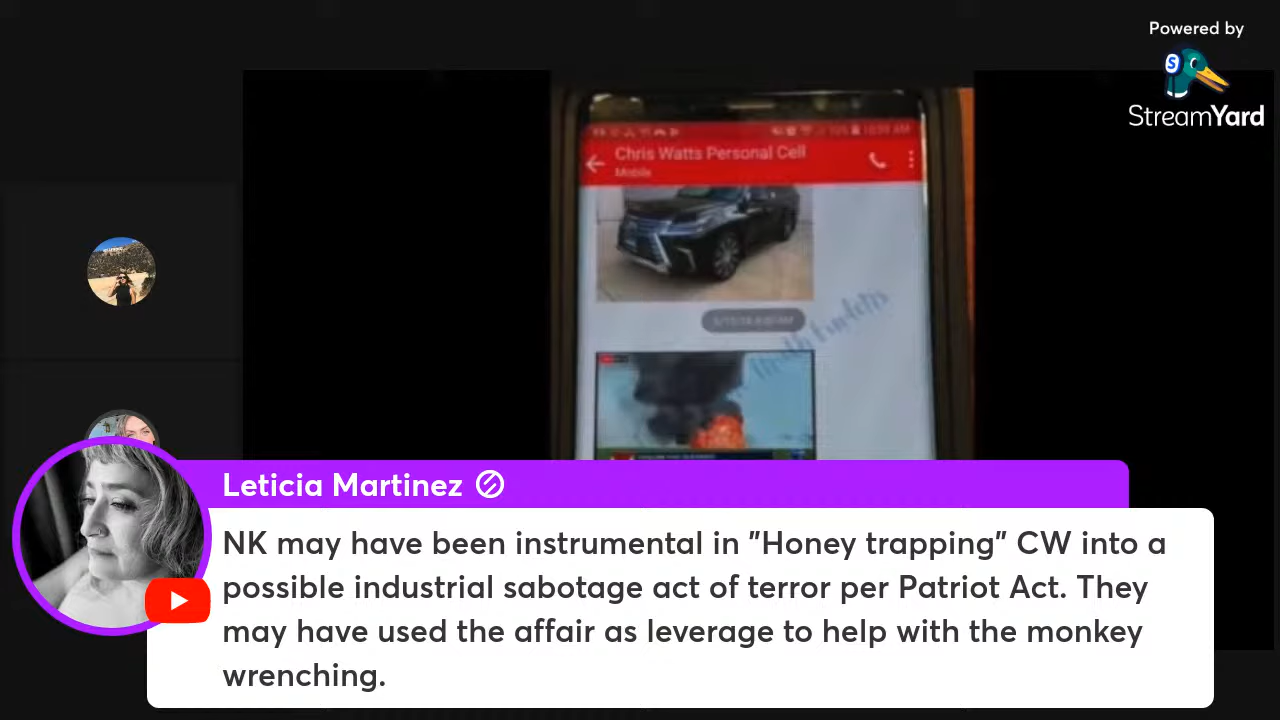 Powered by
StreamYard
Chris Watts Personal Cell
Mobile
Leticia Martinez
NK may have been instrumental in "Honey trapping" CW into a
possible industrial sabotage act of terror per Patriot Act. They
may have used the affair as leverage to help with the monkey
wrenching.